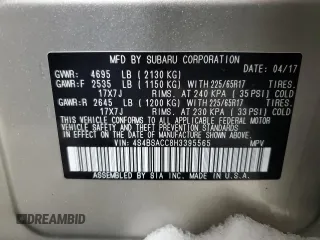 MFD BY SUBARU CORPORATION DATE: 04/17
GVWR: 4695 LB (2130 KG)
GAWR:F 2535 LB (1150 KG) WITH 225/65R17 TIRES.
17X7J RIMS. AT 240 KPA (35 PSI) COLD
GAWR:R 2645 LB (1200 KG) WITH 225/65R17 TIRES.
17X7J RIMS. AT 230 KPA (33 PSI) COLD
THIS VEHICLE CONFORMS TO ALL APPLICABLE FEDERAL
MOTOR VEHICLE SAFETY, BUMPER, AND THEFT
PREVENTION STANDARDS IN EFFECT ON THE DATE OF
MANUFACTURE SHOWN ABOVE.
VIN: 4S4BSACC8H3395565 MPV
ASSEMBLED BY SIA. MADE IN U.S.A.
DREAMBID